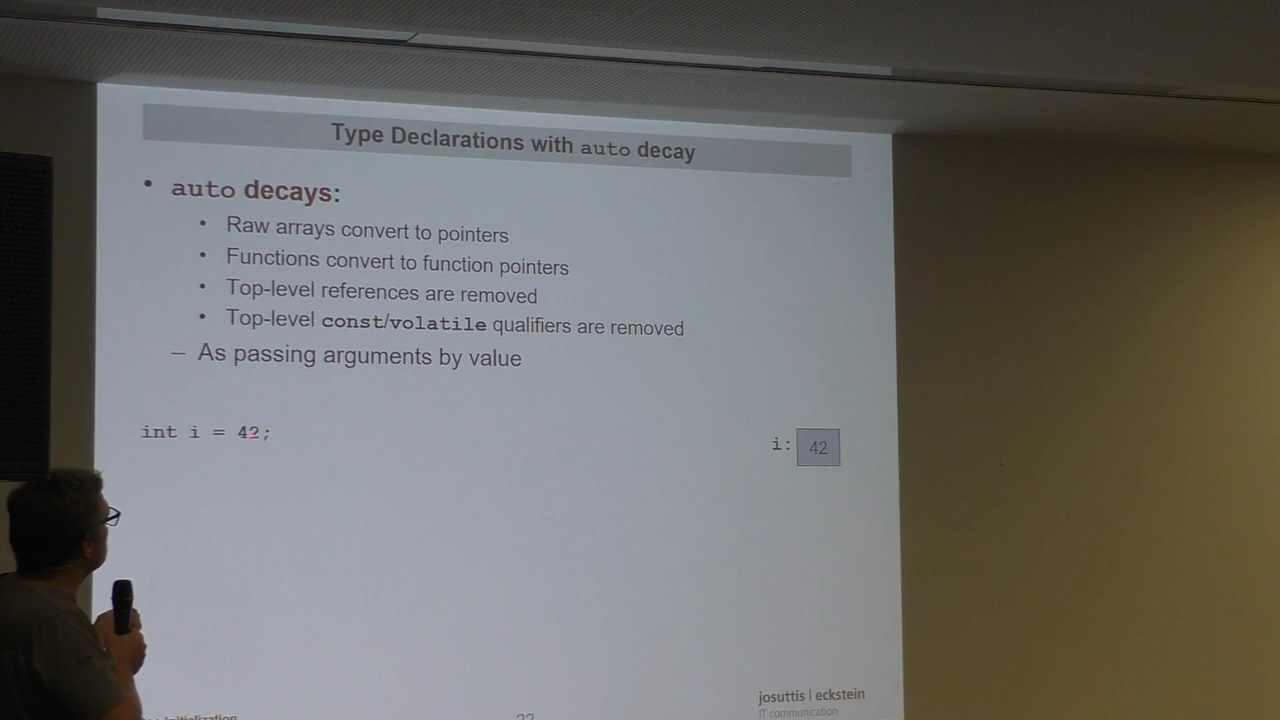 Type Declarations with auto decay
• auto decays:
• Raw arrays convert to pointers
• Functions convert to function pointers
• Top-level references are removed
• Top-level const/volatile qualifiers are removed
– As passing arguments by value
int i = 42;
i: 42
josuttis | eckstein
IT communication
Initialization